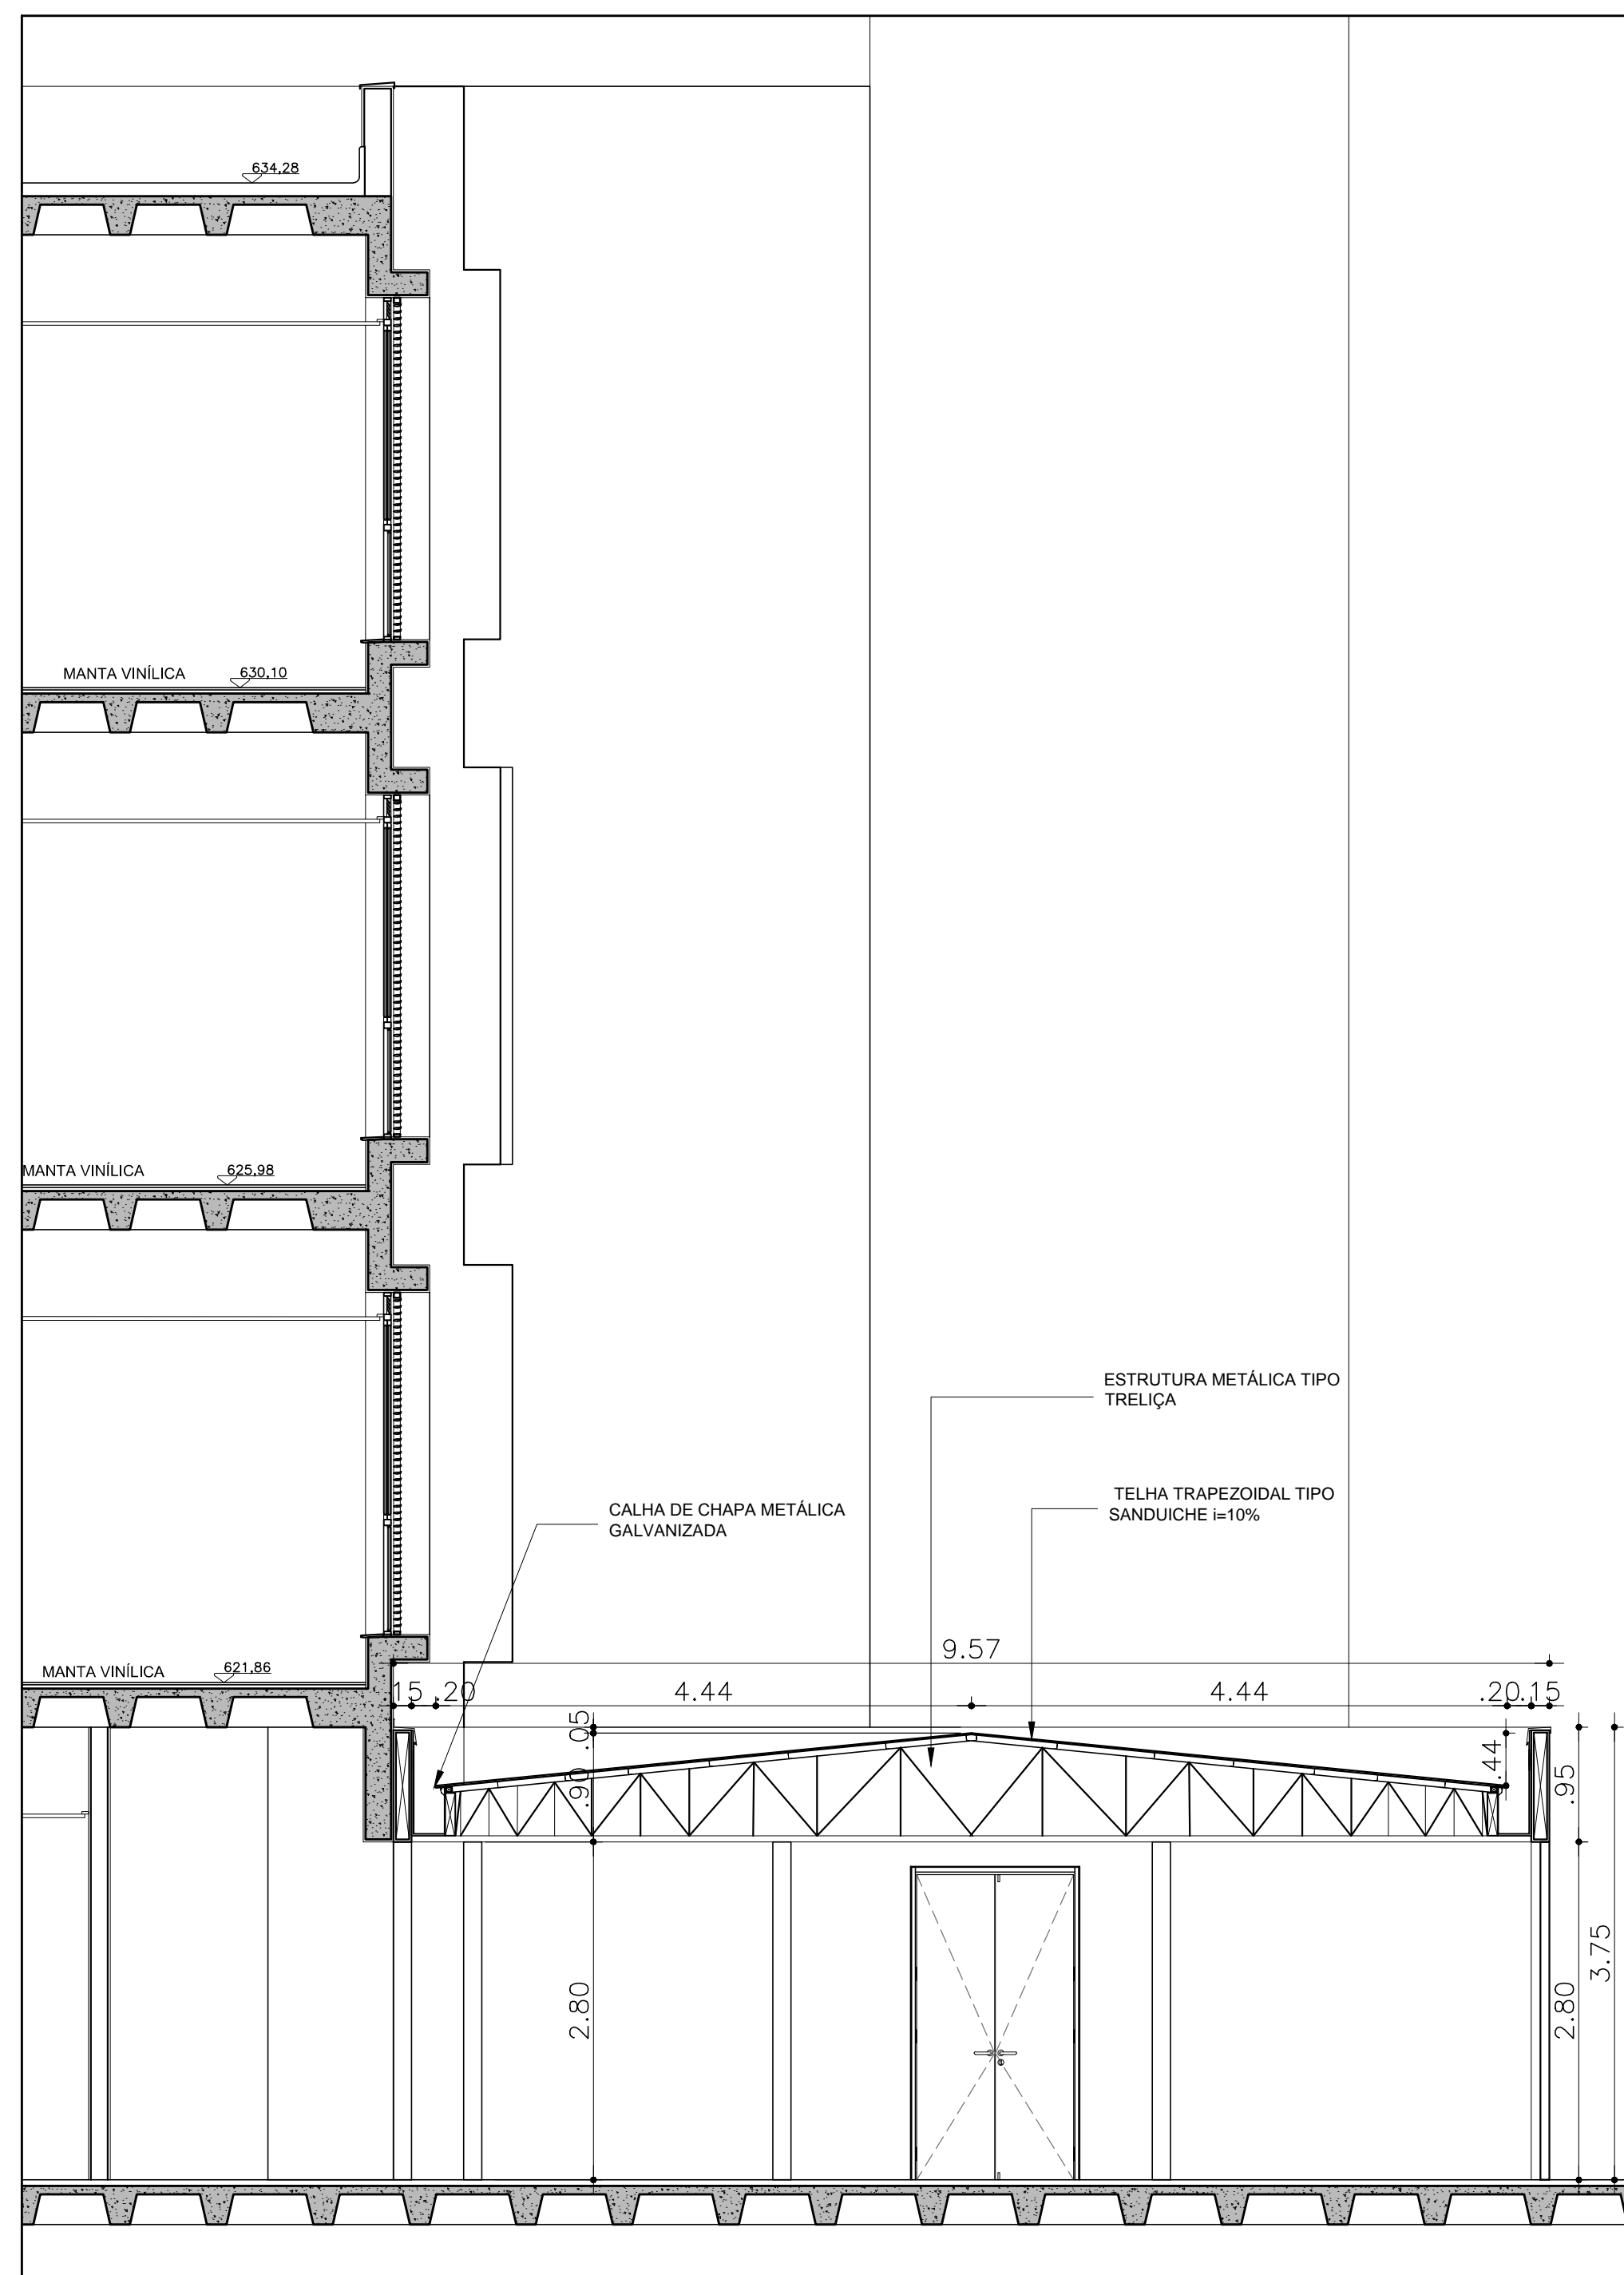 634,28
MANTA VINÍLICA 630,10
MANTA VINÍLICA 625,98
ESTRUTURA METÁLICA TIPO
TRELIÇA
TELHA TRAPEZOIDAL TIPO
SANDUICHE i=10%
CALHA DE CHAPA METÁLICA
GALVANIZADA
9.57
MANTA VINÍLICA 621,86
15 .20 4.44 4.44 .20 .15
.05
.90
.44
.95
3.75
2.80
2.80